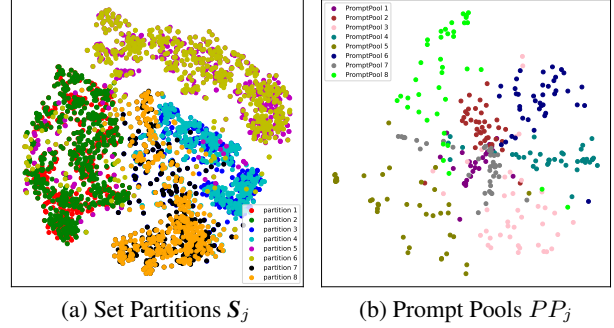 partition 1
partition 2
partition 3
partition 4
partition 5
partition 6
partition 7
partition 8
PromptPool 1
PromptPool 2
PromptPool 3
PromptPool 4
PromptPool 5
PromptPool 6
PromptPool 7
PromptPool 8
(a) Set Partitions S_j
(b) Prompt Pools PP_j